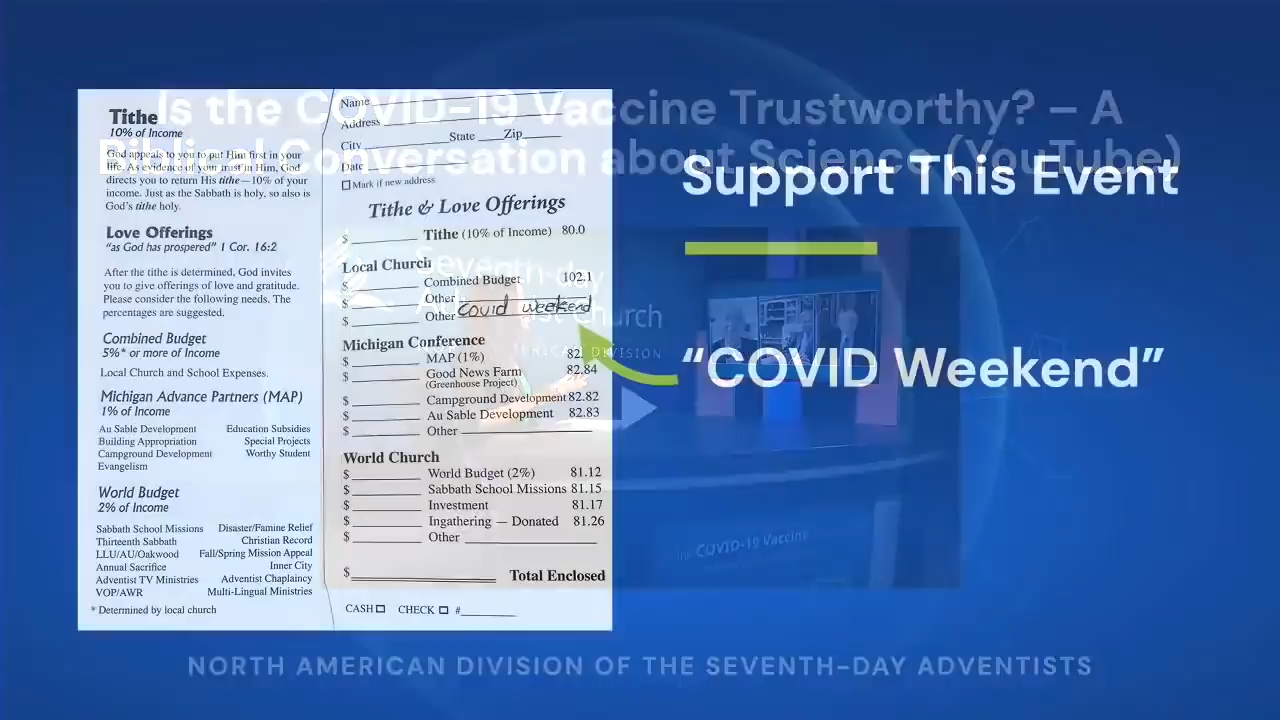 Is the COVID-19 Vaccine Trustworthy? – A
Biblical Conversation about Science (YouTube)
Tithe
10% of Income
God appeals to you to put Him first in your
life. As evidence of your trust in Him, God
directs you to return His tithe—10% of your
income. Just as the Sabbath is holy, so also is
God's tithe holy.
Love Offerings
"as God has prospered" 1 Cor. 16:2
After the tithe is determined, God invites
you to give offerings of love and gratitude.
Please consider the following needs. The
percentages are suggested.
Combined Budget
5%* or more of Income
Local Church and School Expenses.
Michigan Advance Partners (MAP)
1% of Income
Au Sable Development Education Subsidies
Building Appropriation Special Projects
Campground Development Worthy Student
Evangelism
World Budget
2% of Income
Sabbath School Missions Disaster/Famine Relief
Thirteenth Sabbath Christian Record
LLU/AU/Oakwood Fall/Spring Mission Appeal
Annual Sacrifice Inner City
Adventist TV Ministries Adventist Chaplaincy
VOP/AWR Multi-Lingual Ministries
* Determined by local church
Name
Address
City State Zip
Date
Mark if new address
Tithe & Love Offerings
$ Tithe (10% of Income) 80.0
Local Church
$ Combined Budget 102.1
$ Other
$ Other covid weekend
Michigan Conference
$ MAP (1%) 82
$ Good News Farm 82.84
(Greenhouse Project)
$ Campground Development 82.82
$ Au Sable Development 82.83
$ Other
World Church
$ World Budget (2%) 81.12
$ Sabbath School Missions 81.15
$ Investment 81.17
$ Ingathering — Donated 81.26
$ Other
$ Total Enclosed
CASH CHECK #
Support This Event
"COVID Weekend"
Seventh-day
Church
DIVISION
COVID-19 Vaccine
NORTH AMERICAN DIVISION OF THE SEVENTH-DAY ADVENTISTS